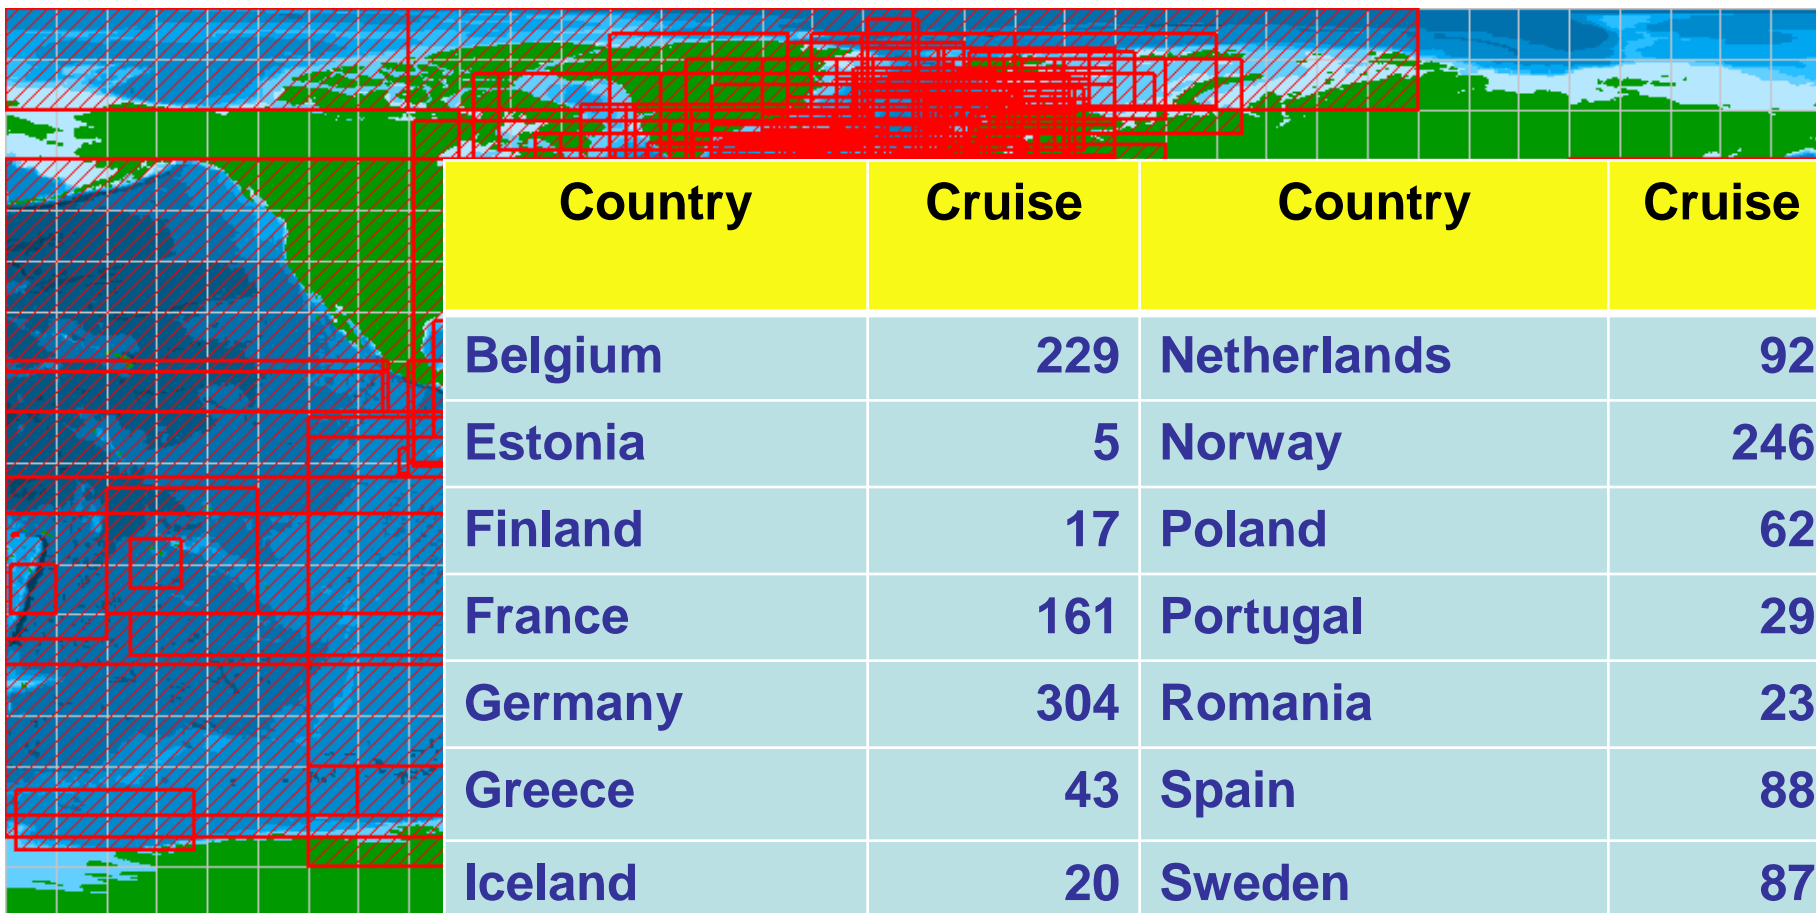 Country Cruise Country Cruise
Belgium 229 Netherlands 92
Estonia 5 Norway 246
Finland 17 Poland 62
France 161 Portugal 29
Germany 304 Romania 23
Greece 43 Spain 88
Iceland 20 Sweden 87